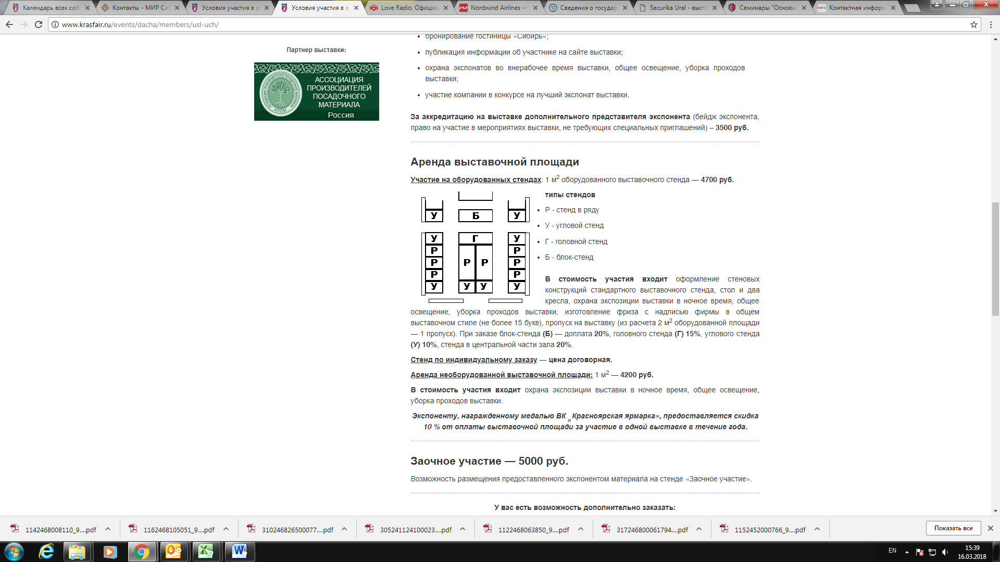 Календарь всех соб
Контакты - МИР Си
Условия участия в в
Условия участия в в
Love Radio. Официа
Nordwind Airlines –
Сведения о государ
Securika Ural - выста
Семинары "Основы
Контактная информ
www.krasfair.ru/events/dacha/members/usl-uch/
Партнер выставки:
АССОЦИАЦИЯ
ПРОИЗВОДИТЕЛЕЙ
ПОСАДОЧНОГО
МАТЕРИАЛА
Россия
АППМ
бронирование гостиницы «Сибирь»;
публикация информации об участнике на сайте выставки;
охрана экспонатов во внерабочее время выставки, общее освещение, уборка проходов
выставки;
участие компании в конкурсе на лучший экспонат выставки.
За аккредитацию на выставке дополнительного представителя экспонента (бейдж экспонента,
право на участие в мероприятиях выставки, не требующих специальных приглашений) – 3500 руб.
Аренда выставочной площади
Участие на оборудованных стендах: 1 м2 оборудованного выставочного стенда — 4700 руб.
У Б У
У Г У
Р Р
Р Р Р Р
Р Р
У У У У
типы стендов
Р - стенд в ряду
У - угловой стенд
Г - головной стенд
Б - блок-стенд
В стоимость участия входит оформление стеновых
конструкций стандартного выставочного стенда, стол и два
кресла, охрана экспозиции выставки в ночное время, общее
освещение, уборка проходов выставки, изготовление фриза с надписью фирмы в общем
выставочном стиле (не более 15 букв), пропуск на выставку (из расчета 2 м2 оборудованной площади
— 1 пропуск). При заказе блок-стенда (Б) — доплата 20%, головного стенда (Г) 15%, углового стенда
(У) 10%, стенда в центральной части зала 20%.
Стенд по индивидуальному заказу — цена договорная.
Аренда необорудованной выставочной площади: 1 м2 — 4200 руб.
В стоимость участия входит охрана экспозиции выставки в ночное время, общее освещение,
уборка проходов выставки.
Экспоненту, награжденному медалью ВК «Красноярская ярмарка», предоставляется скидка
10 % от оплаты выставочной площади за участие в одной выставке в течение года.
Заочное участие — 5000 руб.
Возможность размещения предоставленного экспонентом материала на стенде «Заочное участие».
У вас есть возможность дополнительно заказать:
1142468008110_9....pdf
1162468105051_9....pdf
310246826500077....pdf
305241124100023....pdf
1122468063850_9....pdf
317246800061794....pdf
1152452000766_9....pdf
Показать все
EN
15:39
16.03.2018